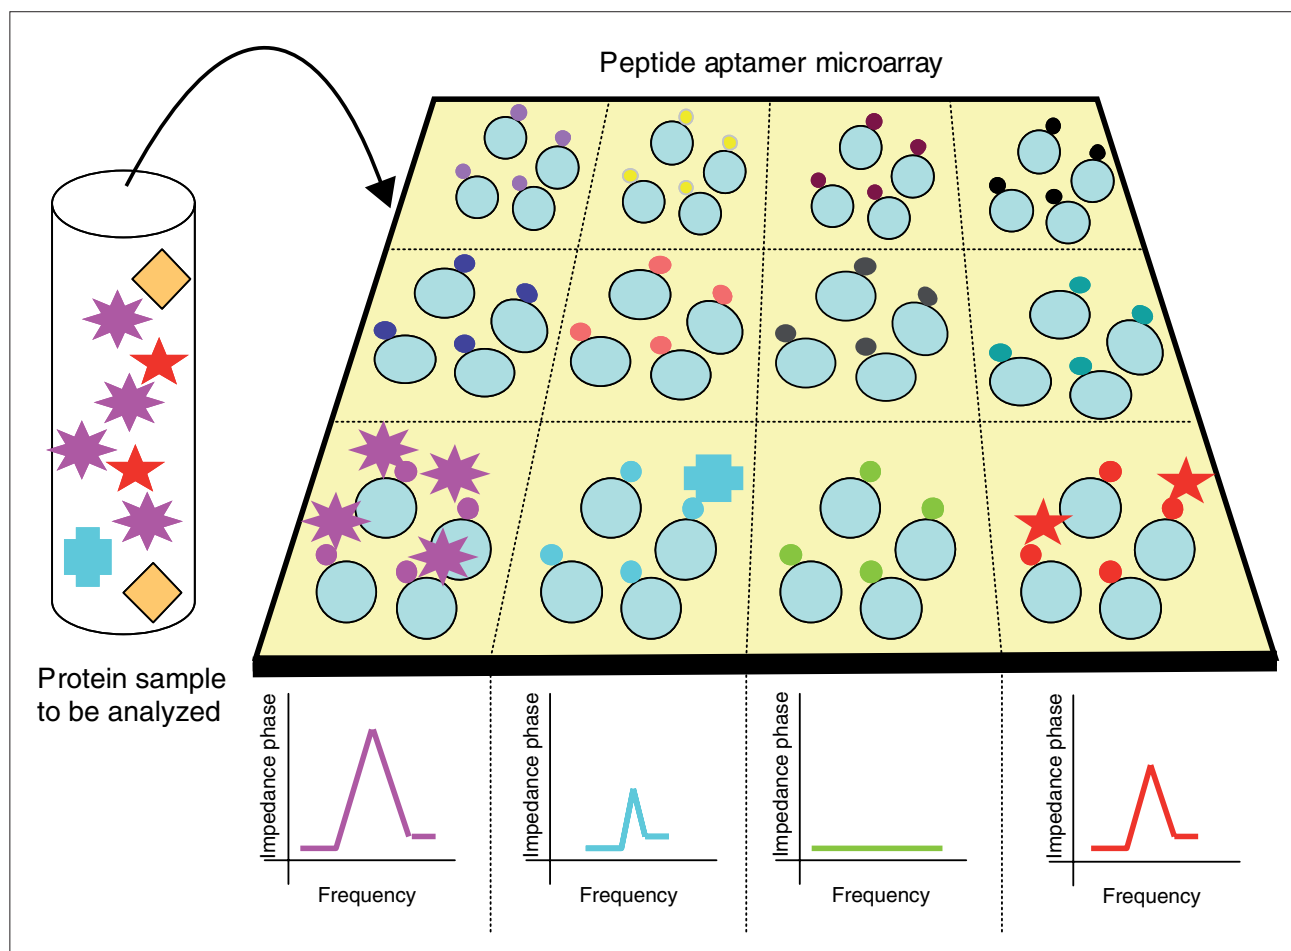 Peptide aptamer microarray
Protein sample
to be analyzed
Impedance phase
Frequency
Impedance phase
Frequency
Impedance phase
Frequency
Impedance phase
Frequency